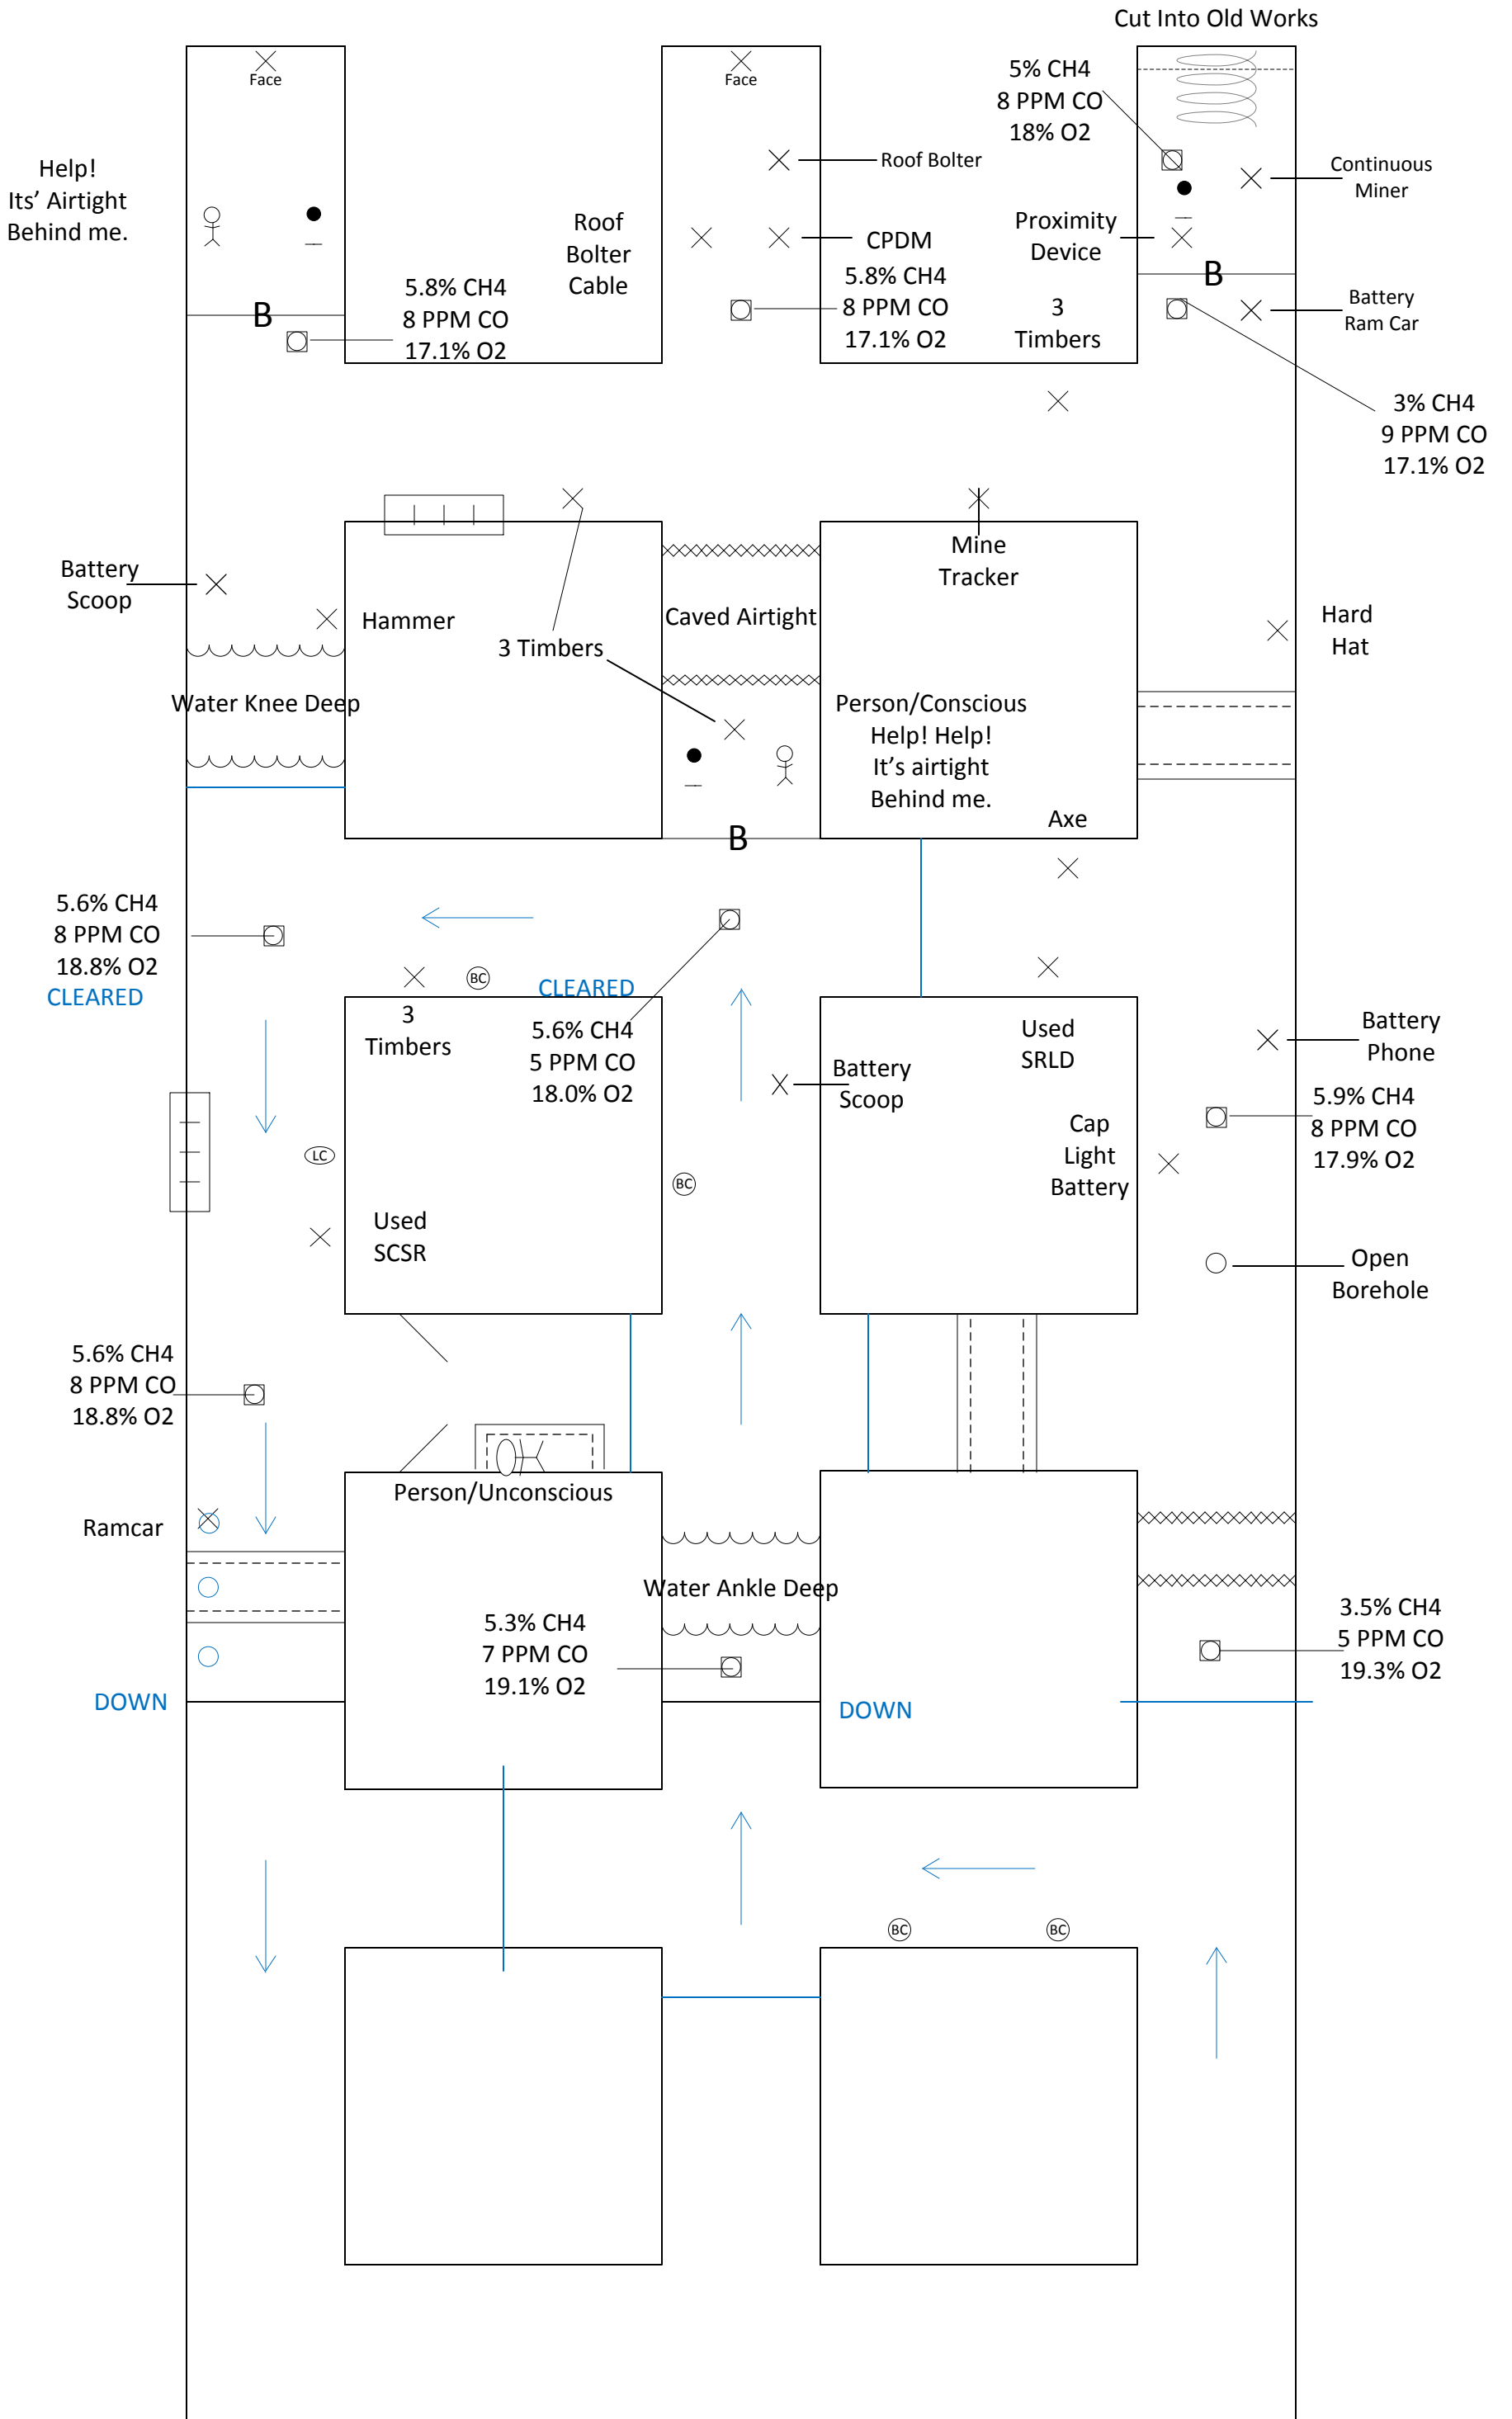 Cut Into Old Works
Face
Face
5% CH4
8 PPM CO
18% O2
Help!
Its’ Airtight
Behind me.
Roof Bolter
Continuous
Miner
Roof
Bolter
Cable
CPDM
Proximity
Device
B
5.8% CH4
8 PPM CO
17.1% O2
B
5.8% CH4
8 PPM CO
17.1% O2
3
Timbers
Battery
Ram Car
3% CH4
9 PPM CO
17.1% O2
Battery
Scoop
Hammer
3 Timbers
Caved Airtight
Mine
Tracker
Hard
Hat
Water Knee Deep
Person/Conscious
Help! Help!
It’s airtight
Behind me.
B
Axe
5.6% CH4
8 PPM CO
18.8% O2
CLEARED
BC
CLEARED
3
Timbers
5.6% CH4
5 PPM CO
18.0% O2
Battery
Scoop
Used
SRLD
Battery
Phone
5.9% CH4
8 PPM CO
17.9% O2
Cap
Light
Battery
LC
BC
Used
SCSR
Open
Borehole
5.6% CH4
8 PPM CO
18.8% O2
Person/Unconscious
Ramcar
Water Ankle Deep
5.3% CH4
7 PPM CO
19.1% O2
3.5% CH4
5 PPM CO
19.3% O2
DOWN
DOWN
BC
BC